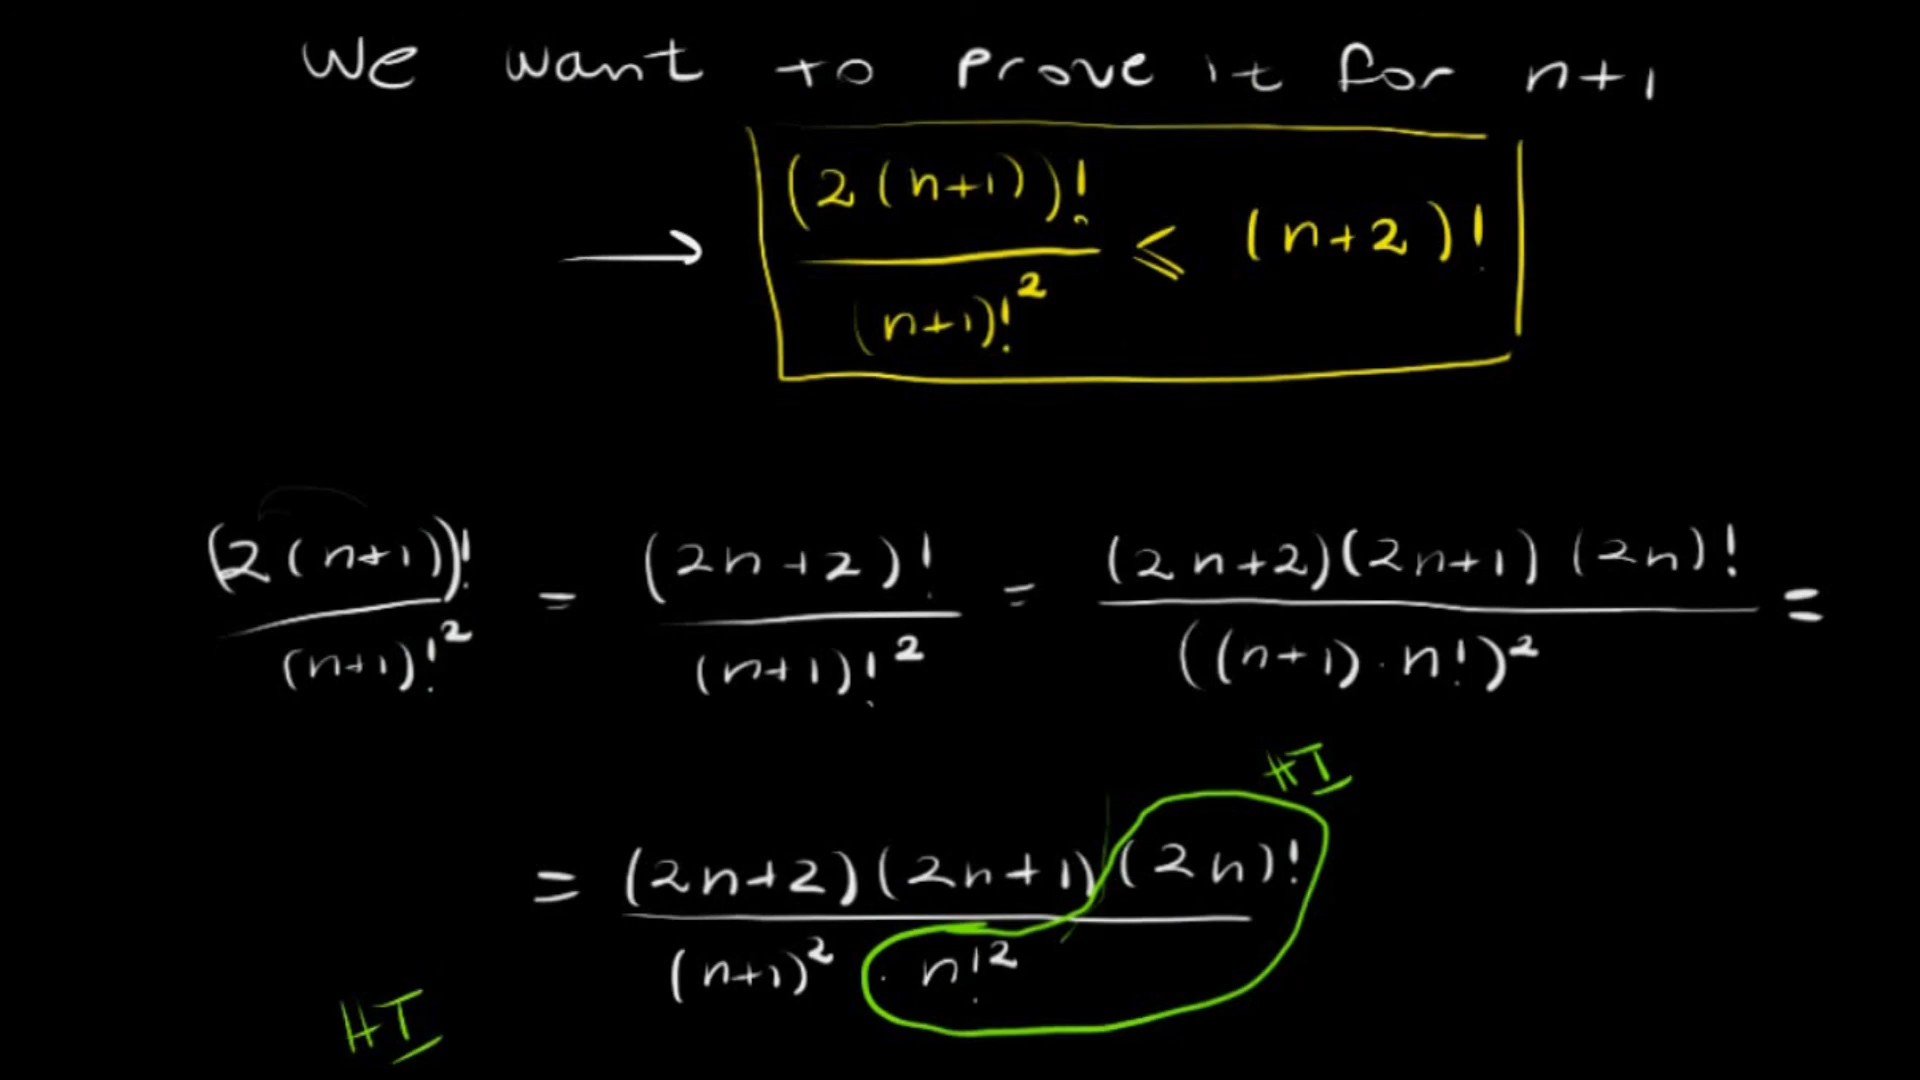 We want to prove it for n+1
→ (2(n+1))! / (n+1)!² ≤ (n+2)!
(2(n+1))! / (n+1)!² = (2n+2)! / (n+1)!² = (2n+2)(2n+1)(2n)! / ((n+1)·n!)² =
HI
= (2n+2)(2n+1)(2n)! / (n+1)² · n!²
HI